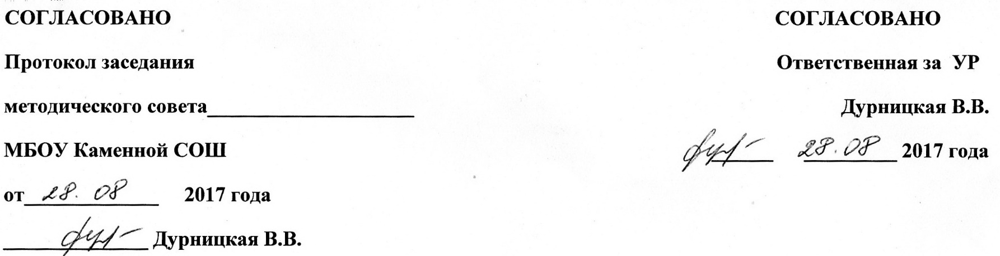 СОГЛАСОВАНО
Протокол заседания
методического совета____________________
МБОУ Каменной СОШ
от 28.08 2017 года
Дурницкая В.В.
СОГЛАСОВАНО
Ответственная за УР
Дурницкая В.В.
28.08 2017 года